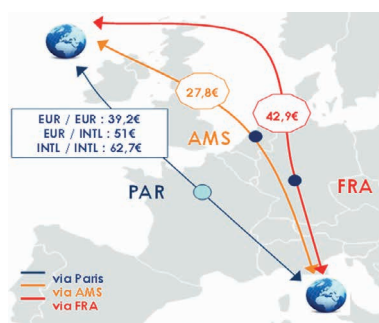 27,8€
EUR / EUR : 39,2€
EUR / INTL : 51€
INTL / INTL : 62,7€
42,9€
AMS
PAR
FRA
via Paris
via AMS
via FRA